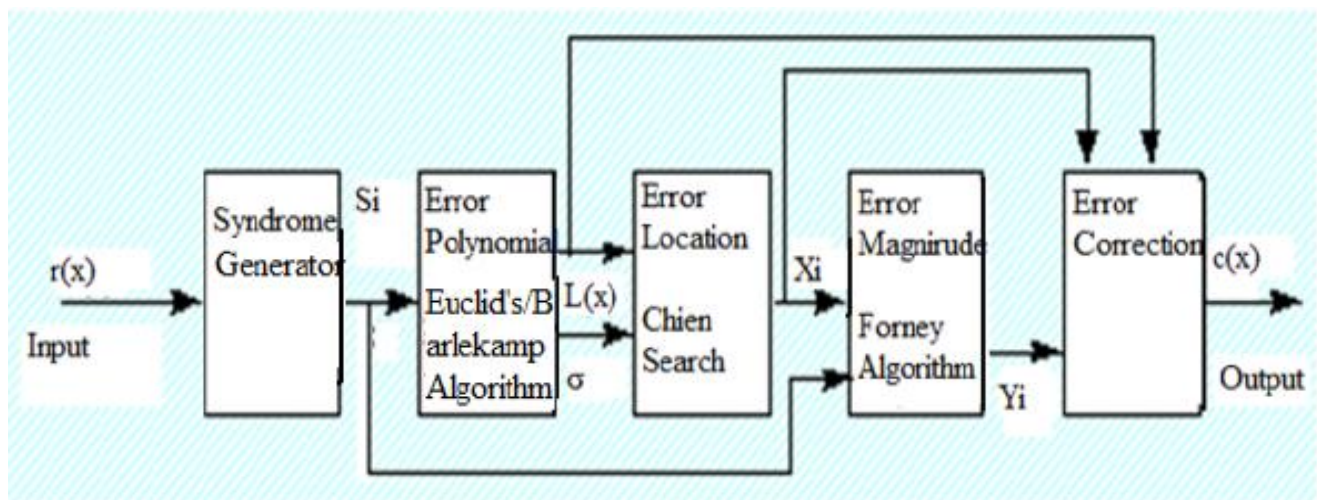 r(x)
Input
Syndrome
Generator
Si
Error
Polynomia
Euclid's/B
arlekamp
Algorithm
L(x)
σ
Error
Location
Chien
Search
Xi
Error
Magnirude
Forney
Algorithm
Yi
Error
Correction
c(x)
Output